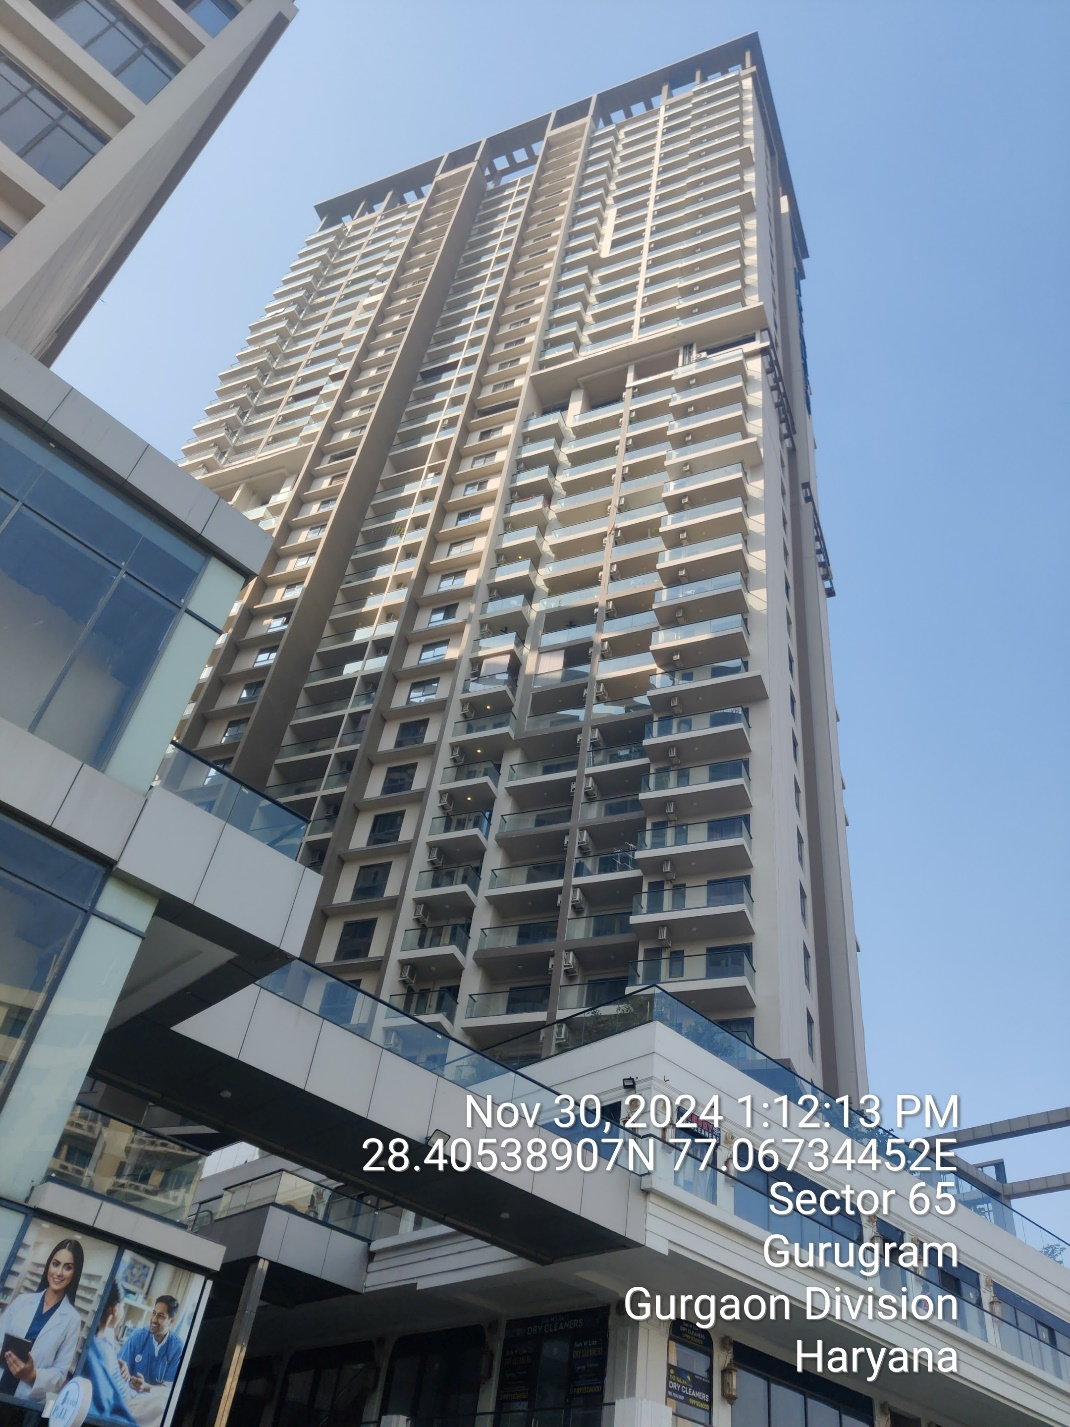 Nov 30, 2024 1:12:13 PM
28.40538907N 77.06734452E
Sector 65
Gurugram
Gurgaon Division
Haryana
DRY CLEANERS
DRY CLEANERS